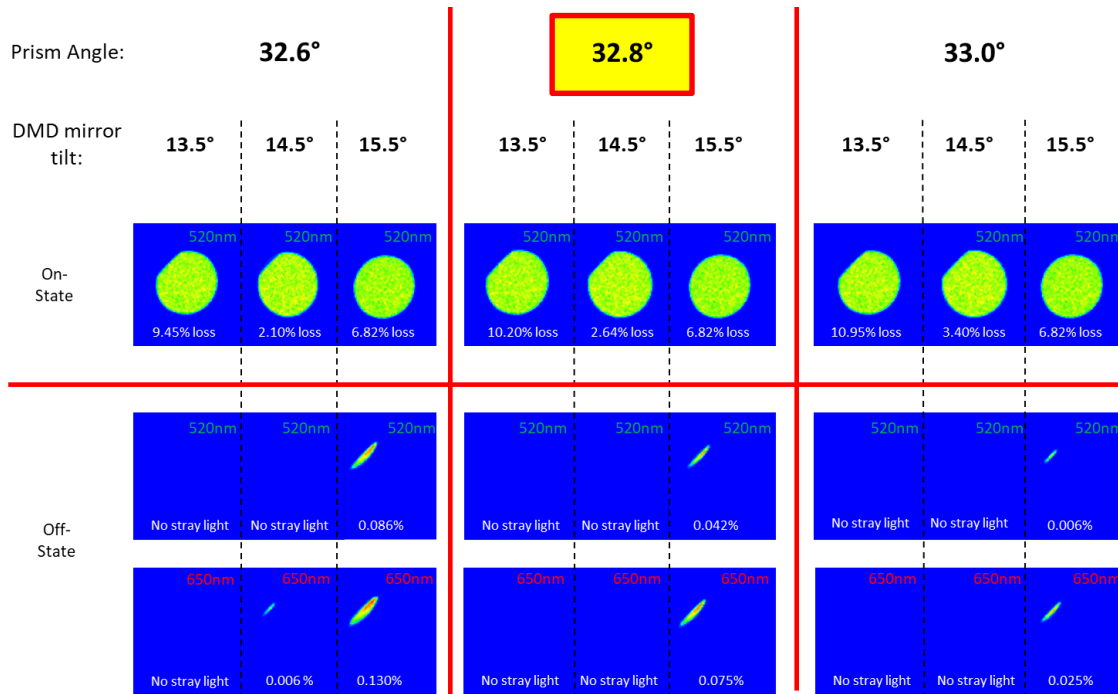 Prism Angle: 32.6° 32.8° 33.0°
DMD mirror
tilt: 13.5° 14.5° 15.5° 13.5° 14.5° 15.5° 13.5° 14.5° 15.5°
520nm 520nm 520nm 520nm 520nm 520nm 520nm 520nm
On-
State
9.45% loss 2.10% loss 6.82% loss 10.20% loss 2.64% loss 6.82% loss 10.95% loss 3.40% loss 6.82% loss
520nm 520nm 520nm 520nm 520nm 520nm 520nm 520nm 520nm
No stray light No stray light 0.086% No stray light No stray light 0.042% No stray light No stray light 0.006%
Off-
State
650nm 650nm 650nm 650nm 650nm 650nm 650nm 650nm 650nm
No stray light 0.006 % 0.130% No stray light No stray light 0.075% No stray light No stray light 0.025%